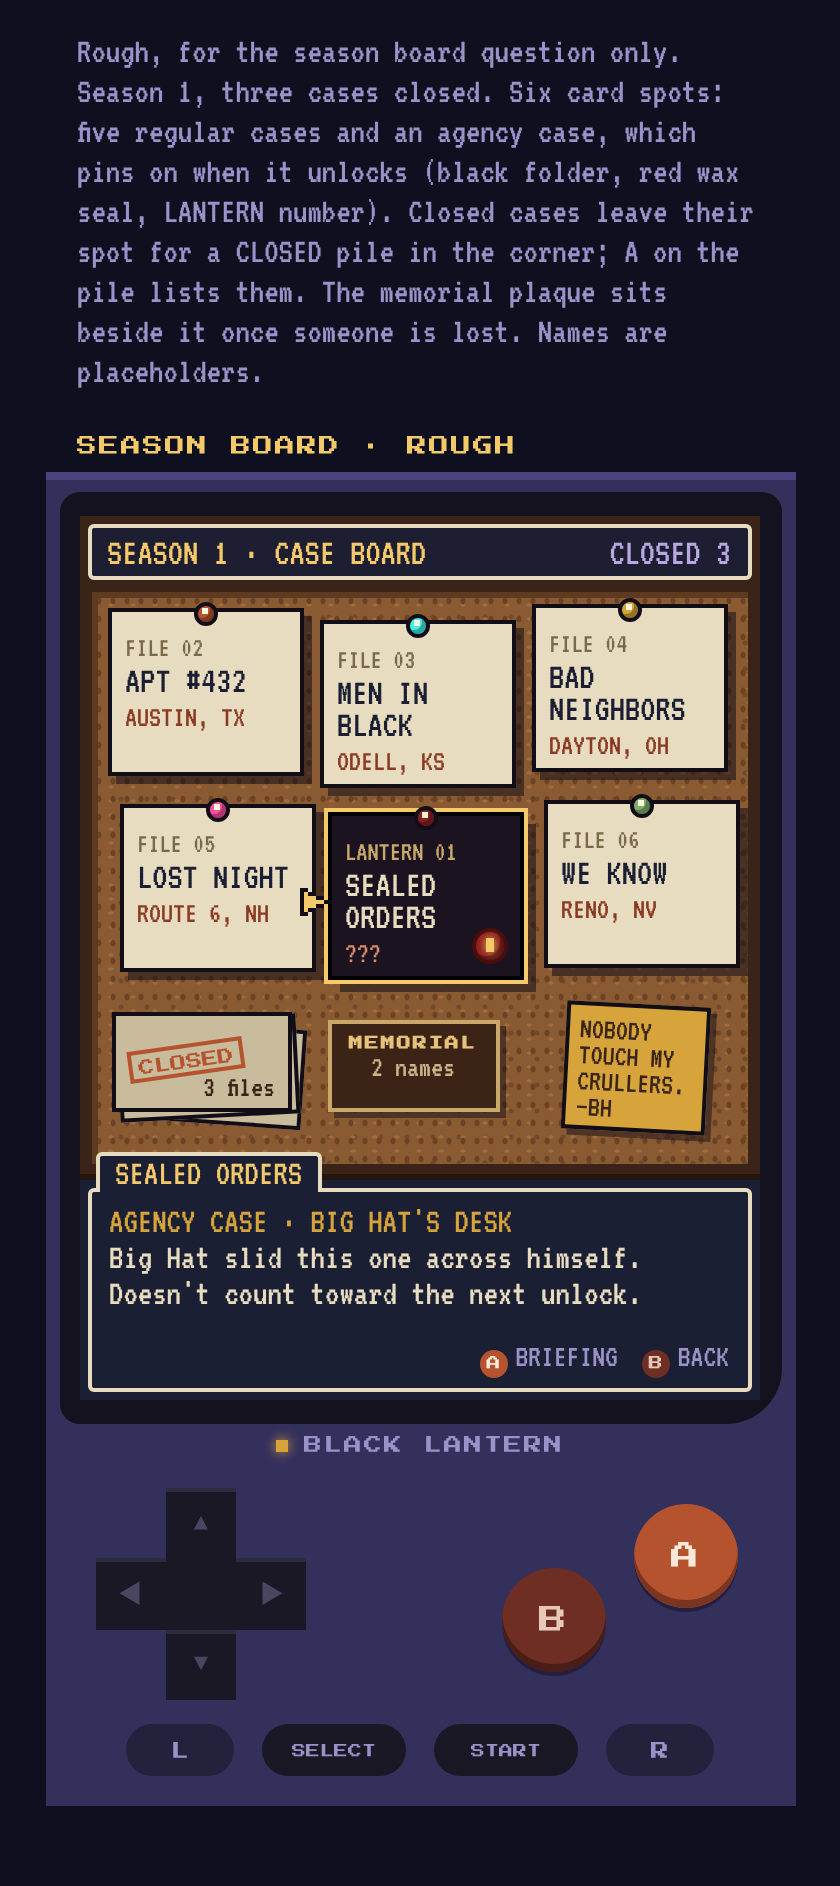 Rough, for the season board question only.
Season 1, three cases closed. Six card spots:
five regular cases and an agency case, which
pins on when it unlocks (black folder, red wax
seal, LANTERN number). Closed cases leave their
spot for a CLOSED pile in the corner; A on the
pile lists them. The memorial plaque sits
beside it once someone is lost. Names are
placeholders.
SEASON BOARD · ROUGH
SEASON 1 · CASE BOARD
CLOSED 3
FILE 02
APT #432
AUSTIN, TX
FILE 03
MEN IN
BLACK
ODELL, KS
FILE 04
BAD
NEIGHBORS
DAYTON, OH
FILE 05
LOST NIGHT
ROUTE 6, NH
LANTERN 01
SEALED
ORDERS
???
FILE 06
WE KNOW
RENO, NV
CLOSED
3 files
MEMORIAL
2 names
NOBODY
TOUCH MY
CRULLERS.
—BH
SEALED ORDERS
AGENCY CASE · BIG HAT'S DESK
Big Hat slid this one across himself.
Doesn't count toward the next unlock.
A BRIEFING
B BACK
BLACK LANTERN
▲
◀ ▶
▼
A
B
L
SELECT
START
R